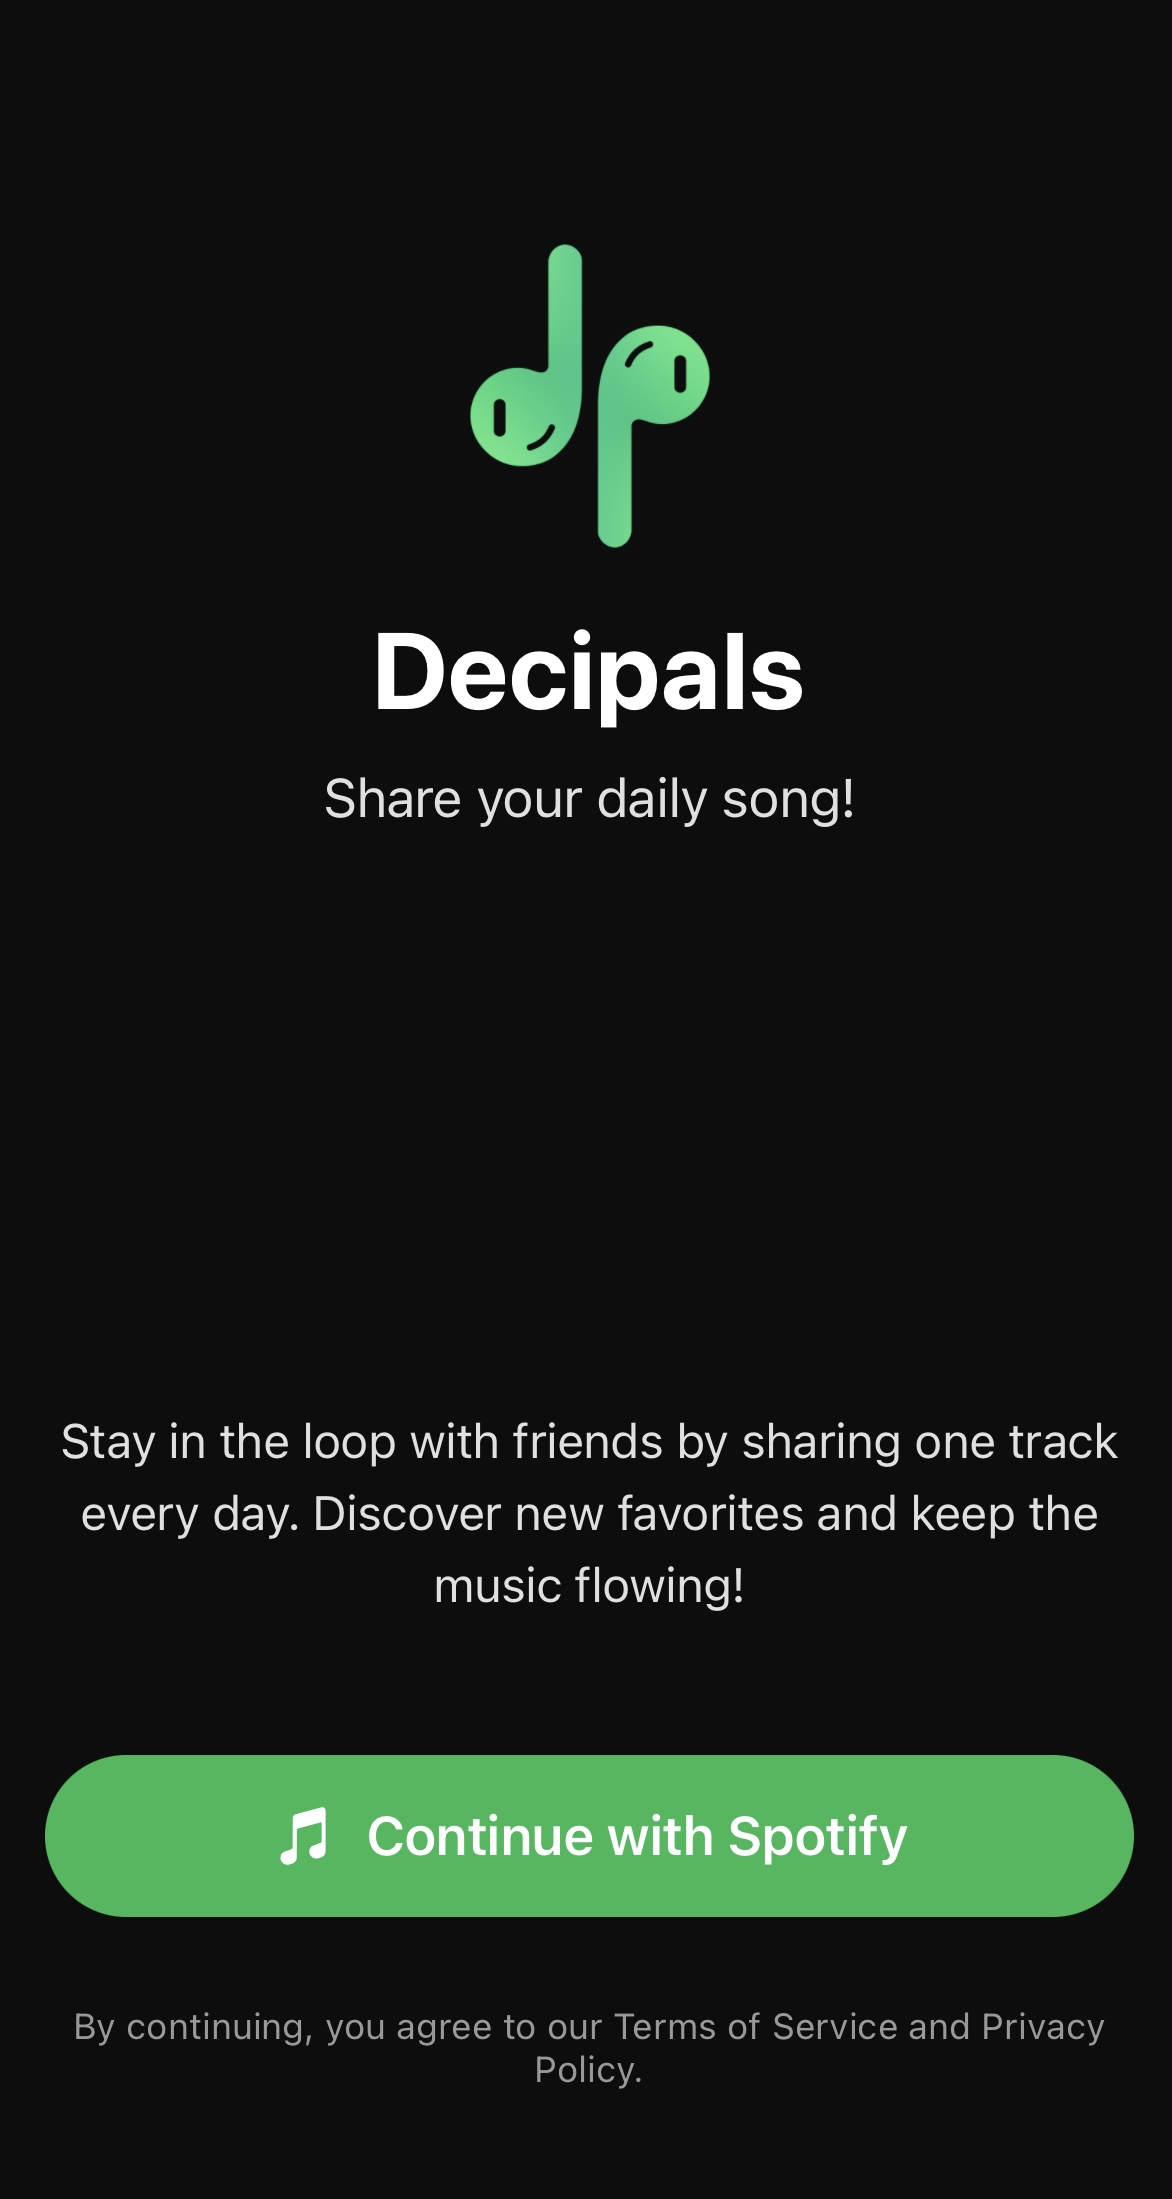 Decipals
Share your daily song!
Stay in the loop with friends by sharing one track
every day. Discover new favorites and keep the
music flowing!
Continue with Spotify
By continuing, you agree to our Terms of Service and Privacy
Policy.